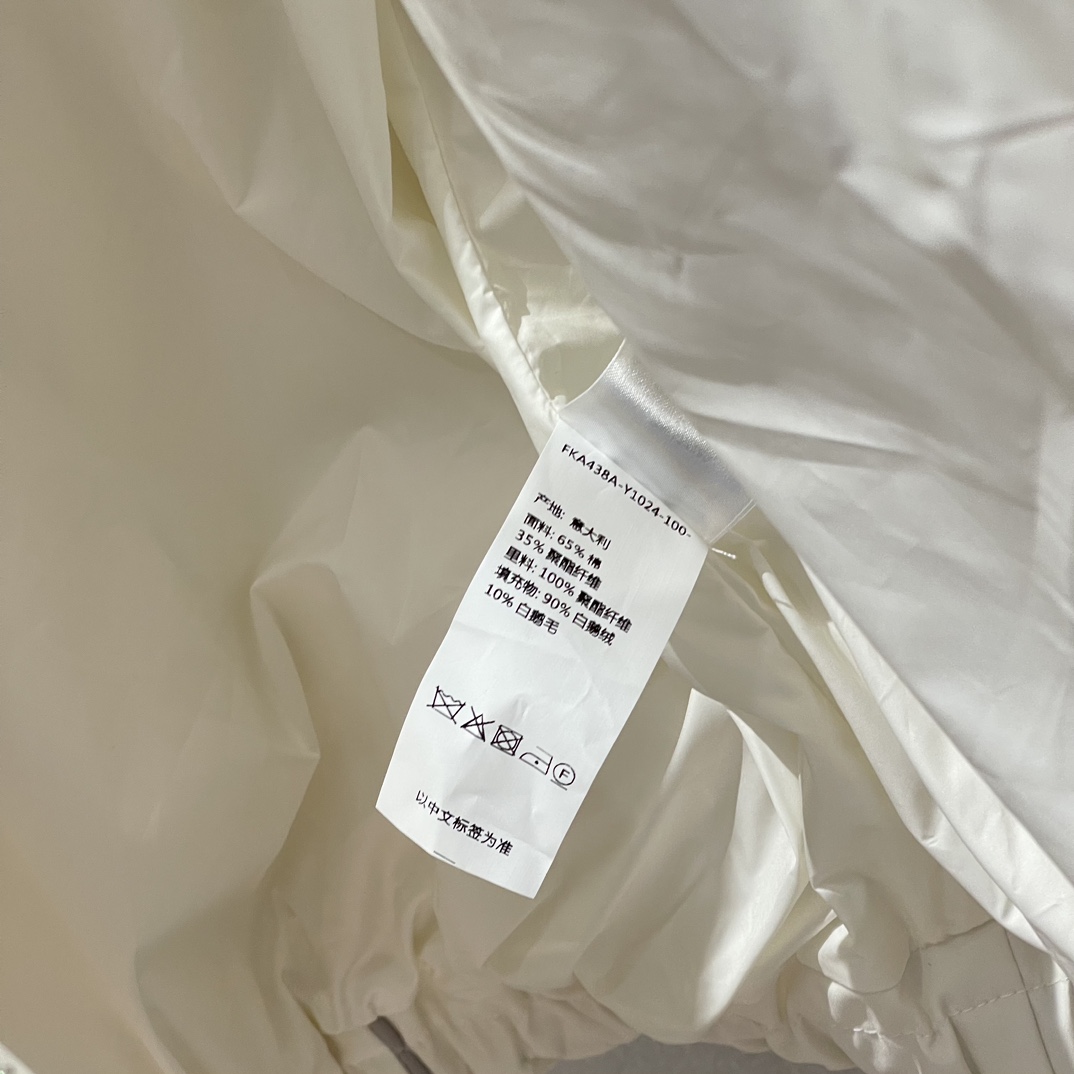 FKA438A-Y1024-100-
产地: 意大利
面料: 65% 棉
35% 聚酯纤维
里料: 100% 聚酯纤维
填充物: 90% 白鹅绒
10% 白鹅毛
F
以中文标签为准